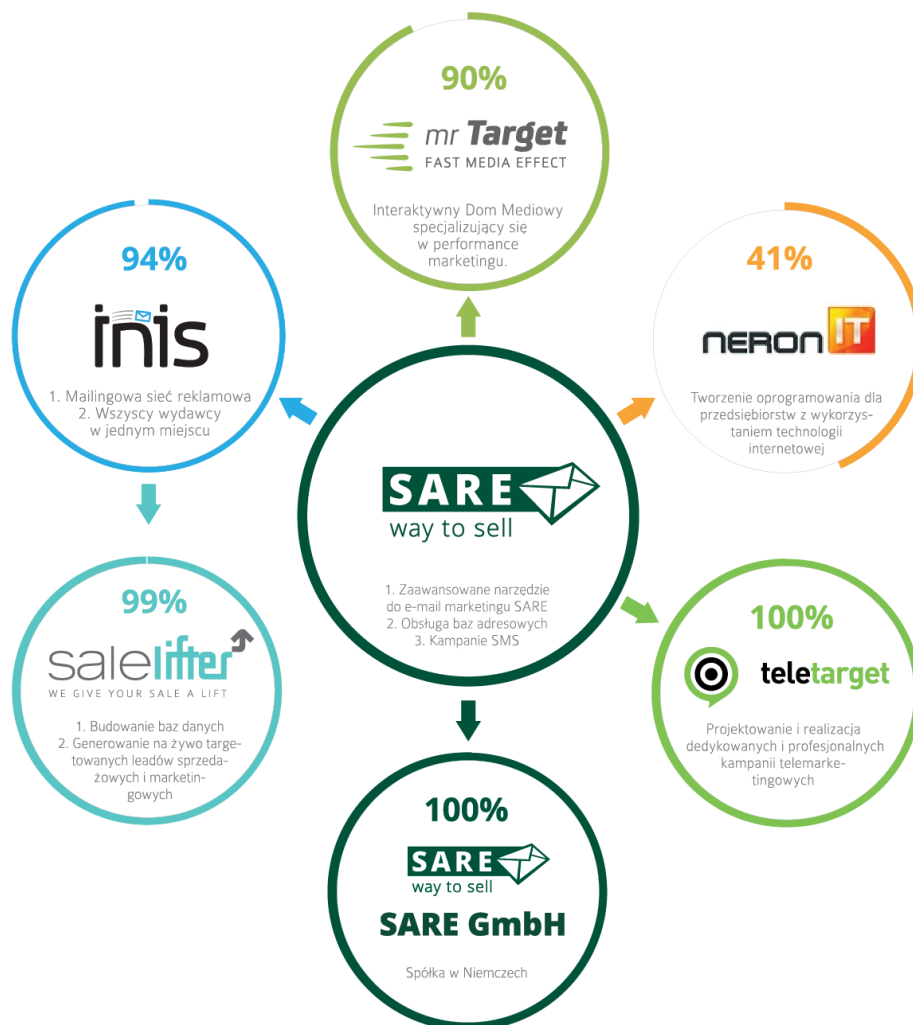 90%
mr Target
FAST MEDIA EFFECT
Interaktywny Dom Mediowy
specjalizujący się
w performance
marketingu.
94%
inis
1. Mailingowa sieć reklamowa
2. Wszyscy wydawcy
w jednym miejscu
41%
NERON IT
Tworzenie oprogramowania dla
przedsiębiorstw z wykorzys-
taniem technologii
internetowej
SARE
way to sell
1. Zaawansowane narzędzie
do e-mail marketingu SARE
2. Obsługa baz adresowych
3. Kampanie SMS
99%
salelifter
WE GIVE YOUR SALE A LIFT
1. Budowanie baz danych
2. Generowanie na żywo targe-
towanych leadów sprzeda-
żowych i marketin-
gowych
100%
teletarget
Projektowanie i realizacja
dedykowanych i profesjonalnych
kampanii telemarke-
tingowych
100%
SARE
way to sell
SARE GmbH
Spółka w Niemczech